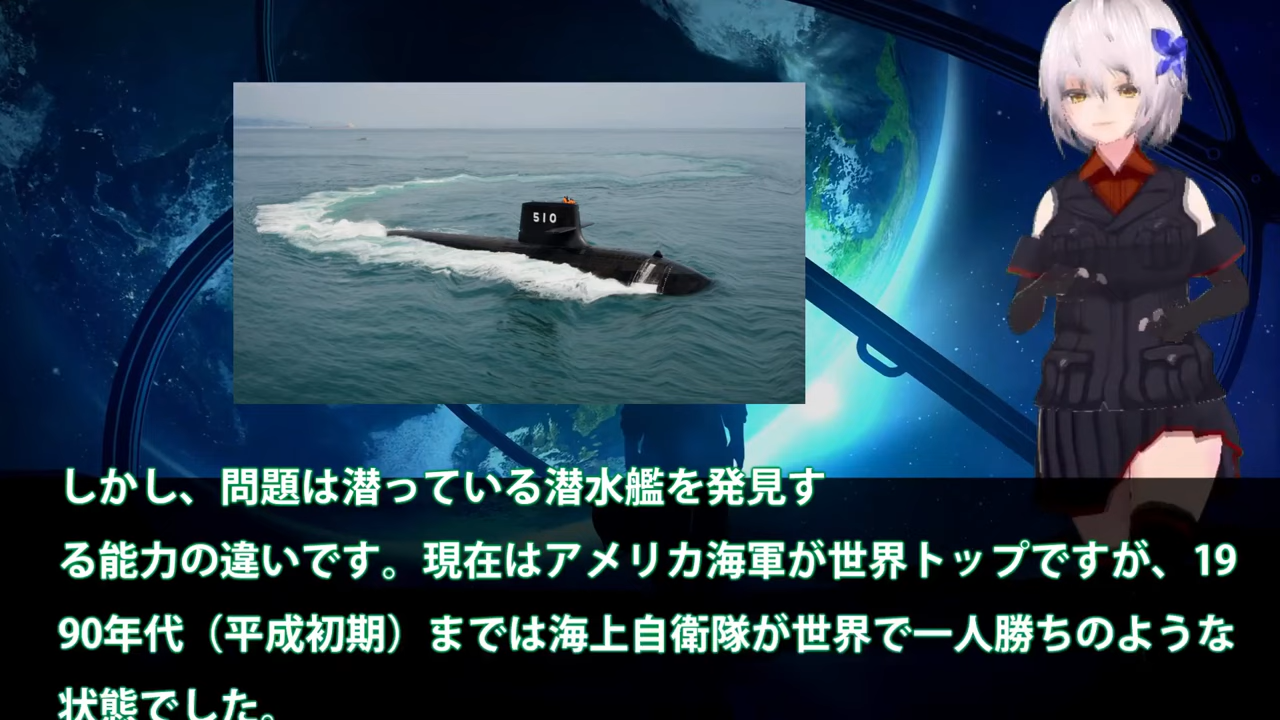 510
しかし、問題は潜っている潜水艦を発見す
る能力の違いです。現在はアメリカ海軍が世界トップですが、19
90年代（平成初期）までは海上自衛隊が世界で一人勝ちのような
状態でした。